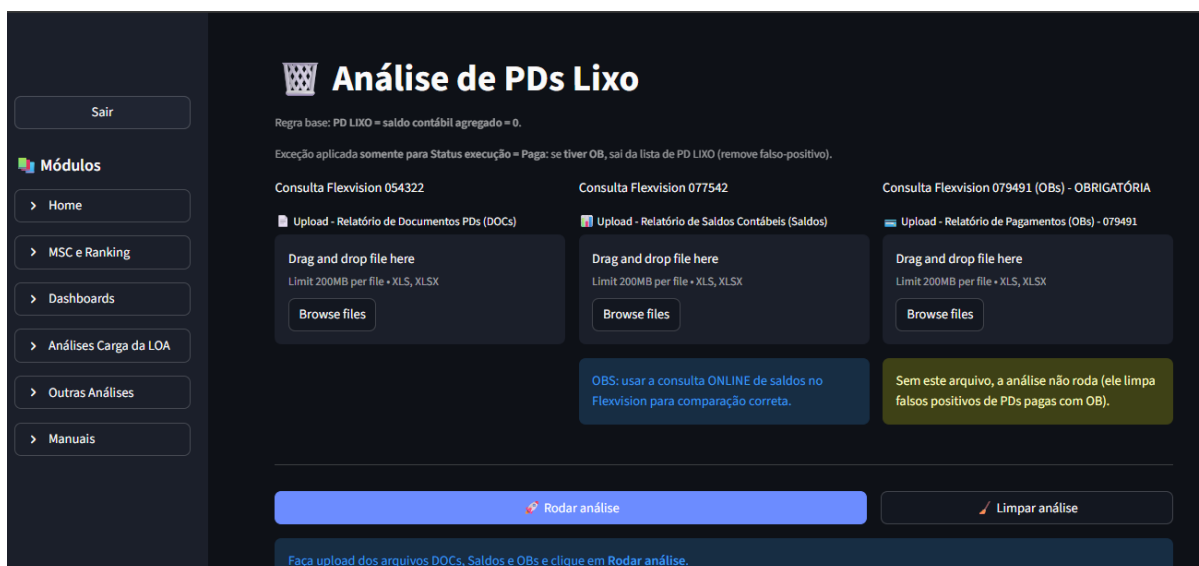 Sair
Módulos
Home
MSC e Ranking
Dashboards
Análises Carga da LOA
Outras Análises
Manuais
Análise de PDs Lixo
Regra base: PD LIXO = saldo contábil agregado = 0.
Exceção aplicada somente para Status execução = Paga: se tiver OB, sai da lista de PD LIXO (remove falso-positivo).
Consulta Flexvision 054322
Upload - Relatório de Documentos PDs (DOCs)
Drag and drop file here
Limit 200MB per file • XLS, XLSX
Browse files
Consulta Flexvision 077542
Upload - Relatório de Saldos Contábeis (Saldos)
Drag and drop file here
Limit 200MB per file • XLS, XLSX
Browse files
OBS: usar a consulta ONLINE de saldos no
Flexvision para comparação correta.
Consulta Flexvision 079491 (OBs) - OBRIGATÓRIA
Upload - Relatório de Pagamentos (OBs) - 079491
Drag and drop file here
Limit 200MB per file • XLS, XLSX
Browse files
Sem este arquivo, a análise não roda (ele limpa
falsos positivos de PDs pagas com OB).
Rodar análise
Limpar análise
Faça upload dos arquivos DOCs, Saldos e OBs e clique em Rodar análise.